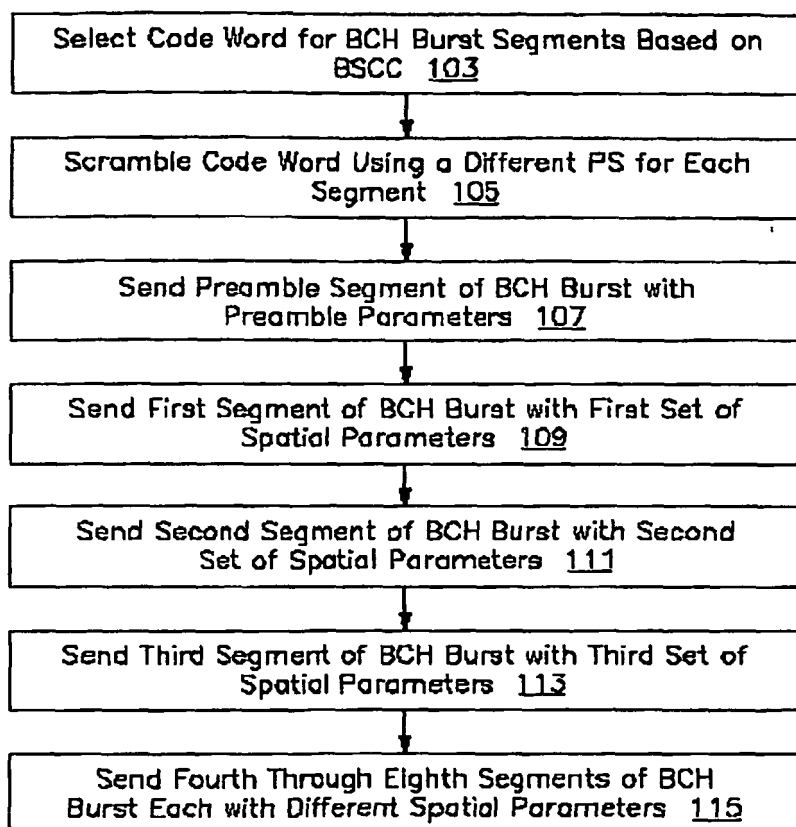 Select Code Word for BCH Burst Segments Based on
BSCC 103
Scramble Code Word Using a Different PS for Each
Segment 105
Send Preamble Segment of BCH Burst with
Preamble Parameters 107
Send First Segment of BCH Burst with First Set of
Spatial Parameters 109
Send Second Segment of BCH Burst with Second
Set of Spatial Parameters 111
Send Third Segment of BCH Burst with Third Set of
Spatial Parameters 113
Send Fourth Through Eighth Segments of BCH
Burst Each with Different Spatial Parameters 115